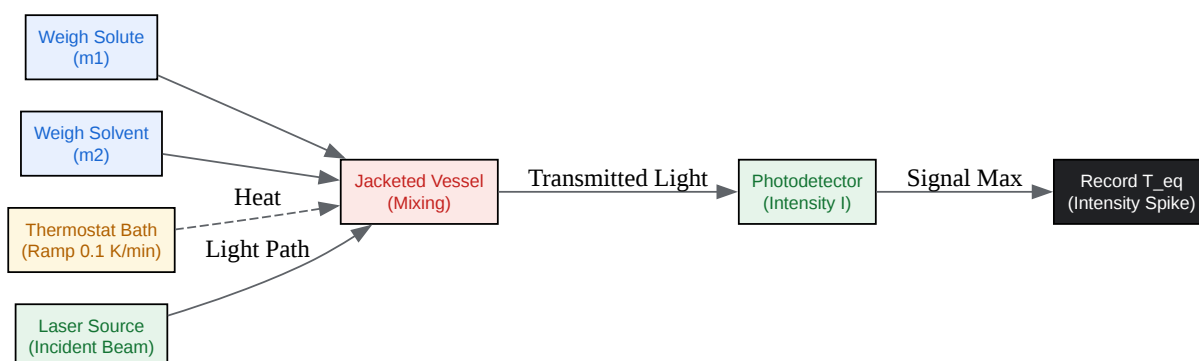 Weigh Solute
(m1)
Weigh Solvent
(m2)
Heat
Thermostat Bath
(Ramp 0.1 K/min)
Light Path
Laser Source
(Incident Beam)
Jacketed Vessel
(Mixing)
Transmitted Light
Photodetector
(Intensity I)
Signal Max
Record T_eq
(Intensity Spike)